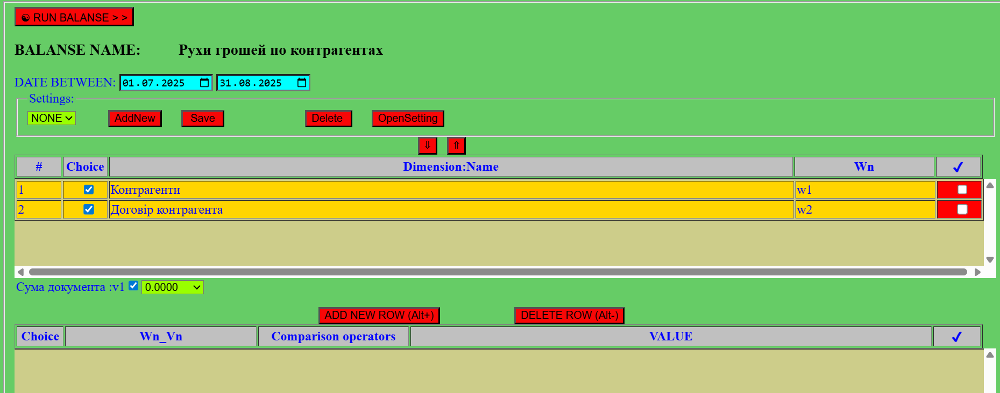 ☯ RUN BALANSE > >
BALANSE NAME: Рухи грошей по контрагентах
DATE BETWEEN: 01.07.2025 31.08.2025
Settings:
NONE AddNew Save Delete OpenSetting
⇓ ⇑
# Choice Dimension:Name Wn ✓
1 Контрагенти w1
2 Договір контрагента w2
Сума документа :v1 0.0000
ADD NEW ROW (Alt+) DELETE ROW (Alt-)
Choice Wn_Vn Comparison operators VALUE ✓